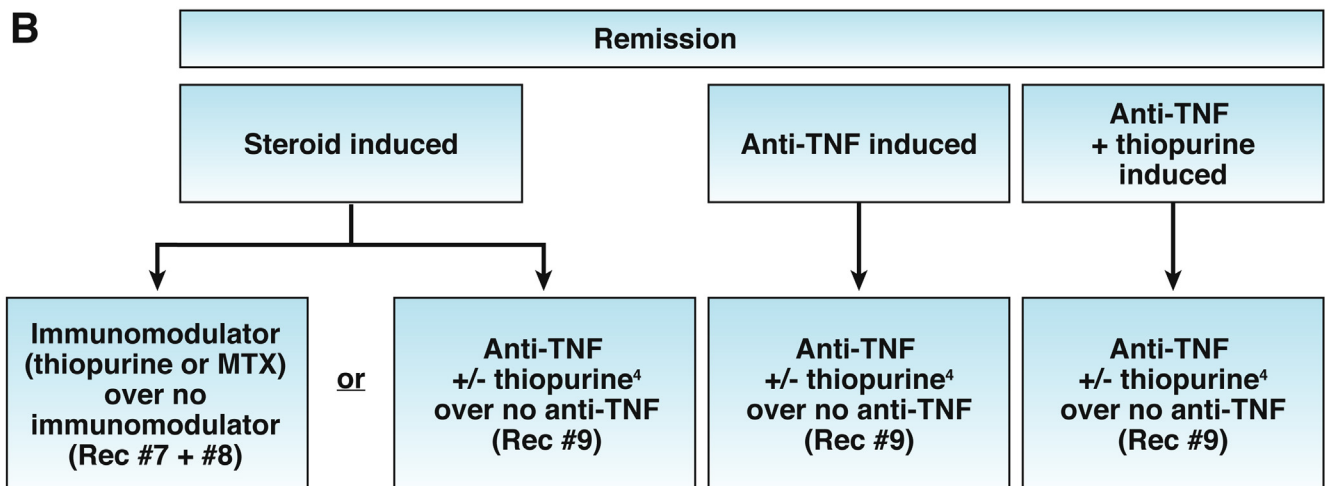 B
Remission
Steroid induced
Anti-TNF induced
Anti-TNF
+ thiopurine
induced
Immunomodulator
(thiopurine or MTX)
over no
immunomodulator
(Rec #7 + #8)
or
Anti-TNF
+/- thiopurine⁴
over no anti-TNF
(Rec #9)
Anti-TNF
+/- thiopurine⁴
over no anti-TNF
(Rec #9)
Anti-TNF
+/- thiopurine⁴
over no anti-TNF
(Rec #9)